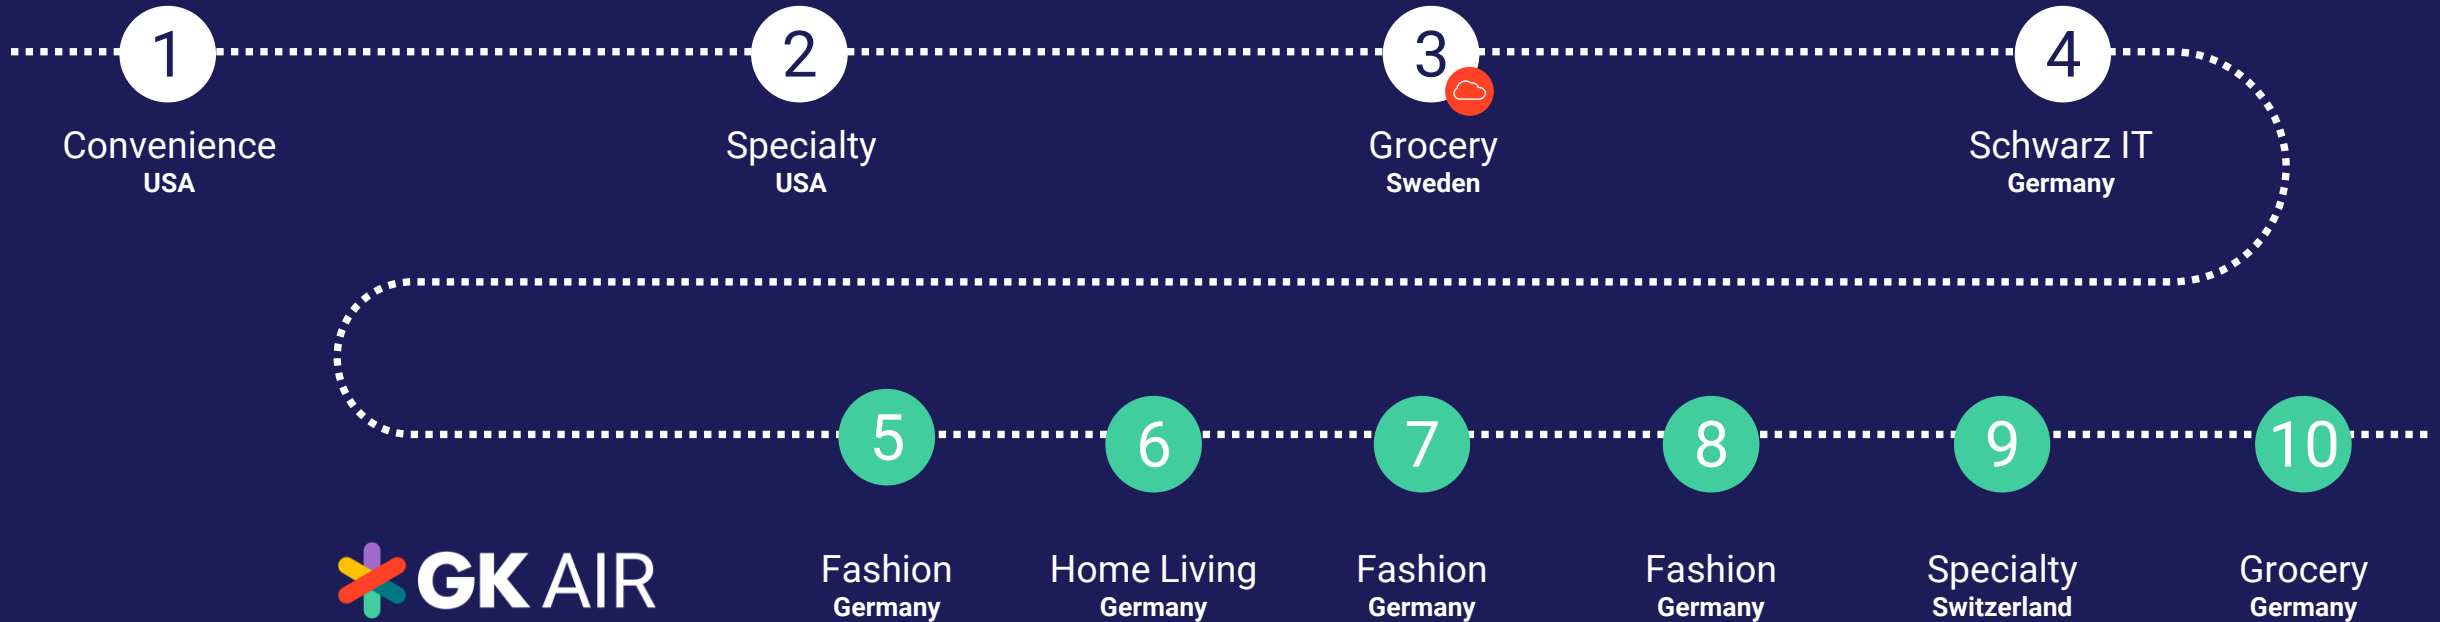 1
2
3
4
Convenience
USA
Specialty
USA
Grocery
Sweden
Schwarz IT
Germany
5
6
7
8
9
10
GK AIR
Fashion
Germany
Home Living
Germany
Fashion
Germany
Fashion
Germany
Specialty
Switzerland
Grocery
Germany